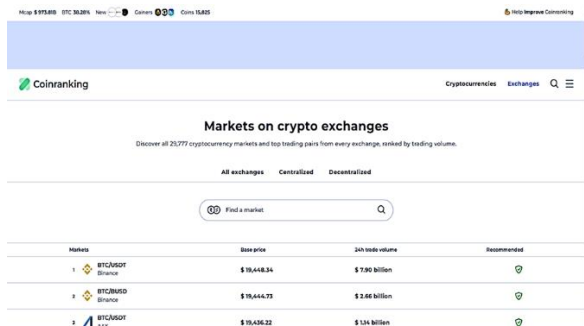 Mcap $ 973.81B BTC 38.28% New Gainers Coins 15,825 Help improve Coinranking
Coinranking Cryptocurrencies Exchanges
Markets on crypto exchanges
Discover all 29,777 cryptocurrency markets and top trading pairs from every exchange, ranked by trading volume.
All exchanges Centralized Decentralized
Find a market
Markets Base price 24h trade volume Recommended
1 BTC/USDT $ 19,448.34 $ 7.90 billion
Binance
2 BTC/BUSD $ 19,444.73 $ 2.66 billion
Binance
3 BTC/USDT $ 19,436.22 $ 1.14 billion